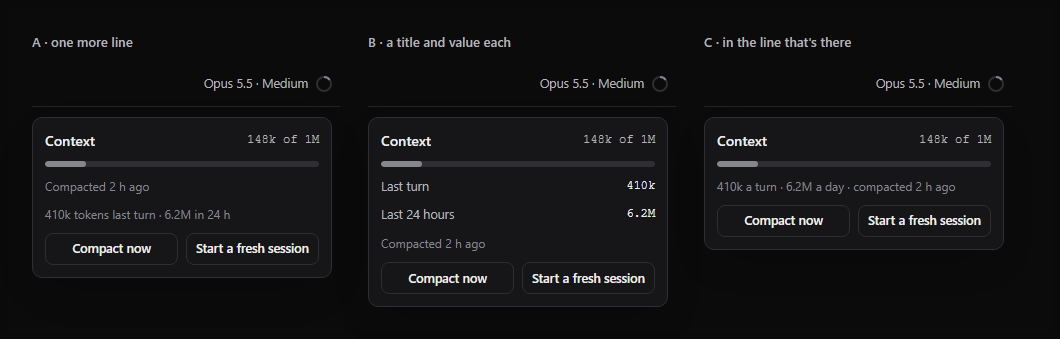 A · one more line
Opus 5.5 · Medium
Context
148k of 1M
Compacted 2 h ago
410k tokens last turn · 6.2M in 24 h
Compact now
Start a fresh session
B · a title and value each
Opus 5.5 · Medium
Context
148k of 1M
Last turn
410k
Last 24 hours
6.2M
Compacted 2 h ago
Compact now
Start a fresh session
C · in the line that's there
Opus 5.5 · Medium
Context
148k of 1M
410k a turn · 6.2M a day · compacted 2 h ago
Compact now
Start a fresh session